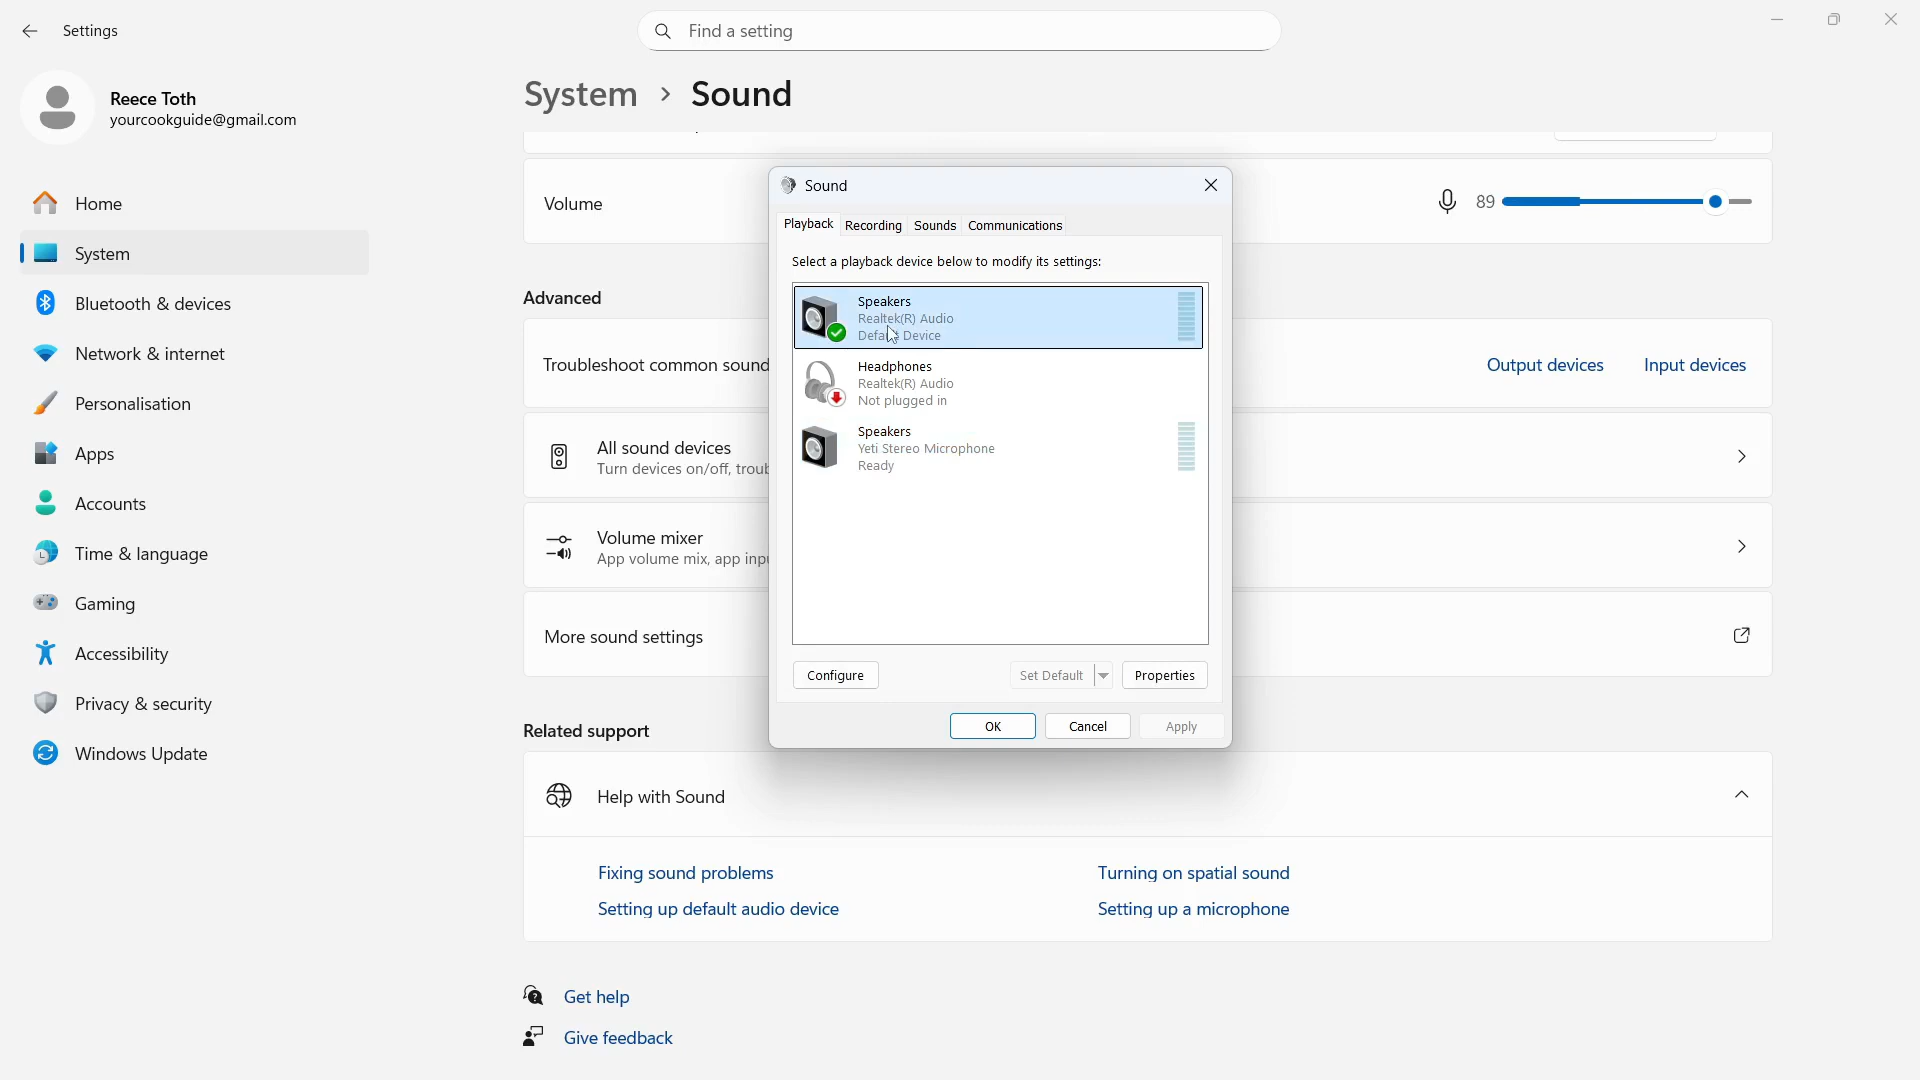 Settings
Find a setting
Reece Toth
yourcookguide@gmail.com
Home
System
Bluetooth & devices
Network & internet
Personalisation
Apps
Accounts
Time & language
Gaming
Accessibility
Privacy & security
Windows Update
System > Sound
Volume
89
Advanced
Troubleshoot common sound
Output devices
Input devices
All sound devices
Turn devices on/off, troub
Volume mixer
App volume mix, app inpu
More sound settings
Related support
Help with Sound
Fixing sound problems
Turning on spatial sound
Setting up default audio device
Setting up a microphone
Get help
Give feedback
Sound
Playback
Recording
Sounds
Communications
Select a playback device below to modify its settings:
Speakers
Realtek(R) Audio
Default Device
Headphones
Realtek(R) Audio
Not plugged in
Speakers
Yeti Stereo Microphone
Ready
Configure
Set Default
Properties
OK
Cancel
Apply